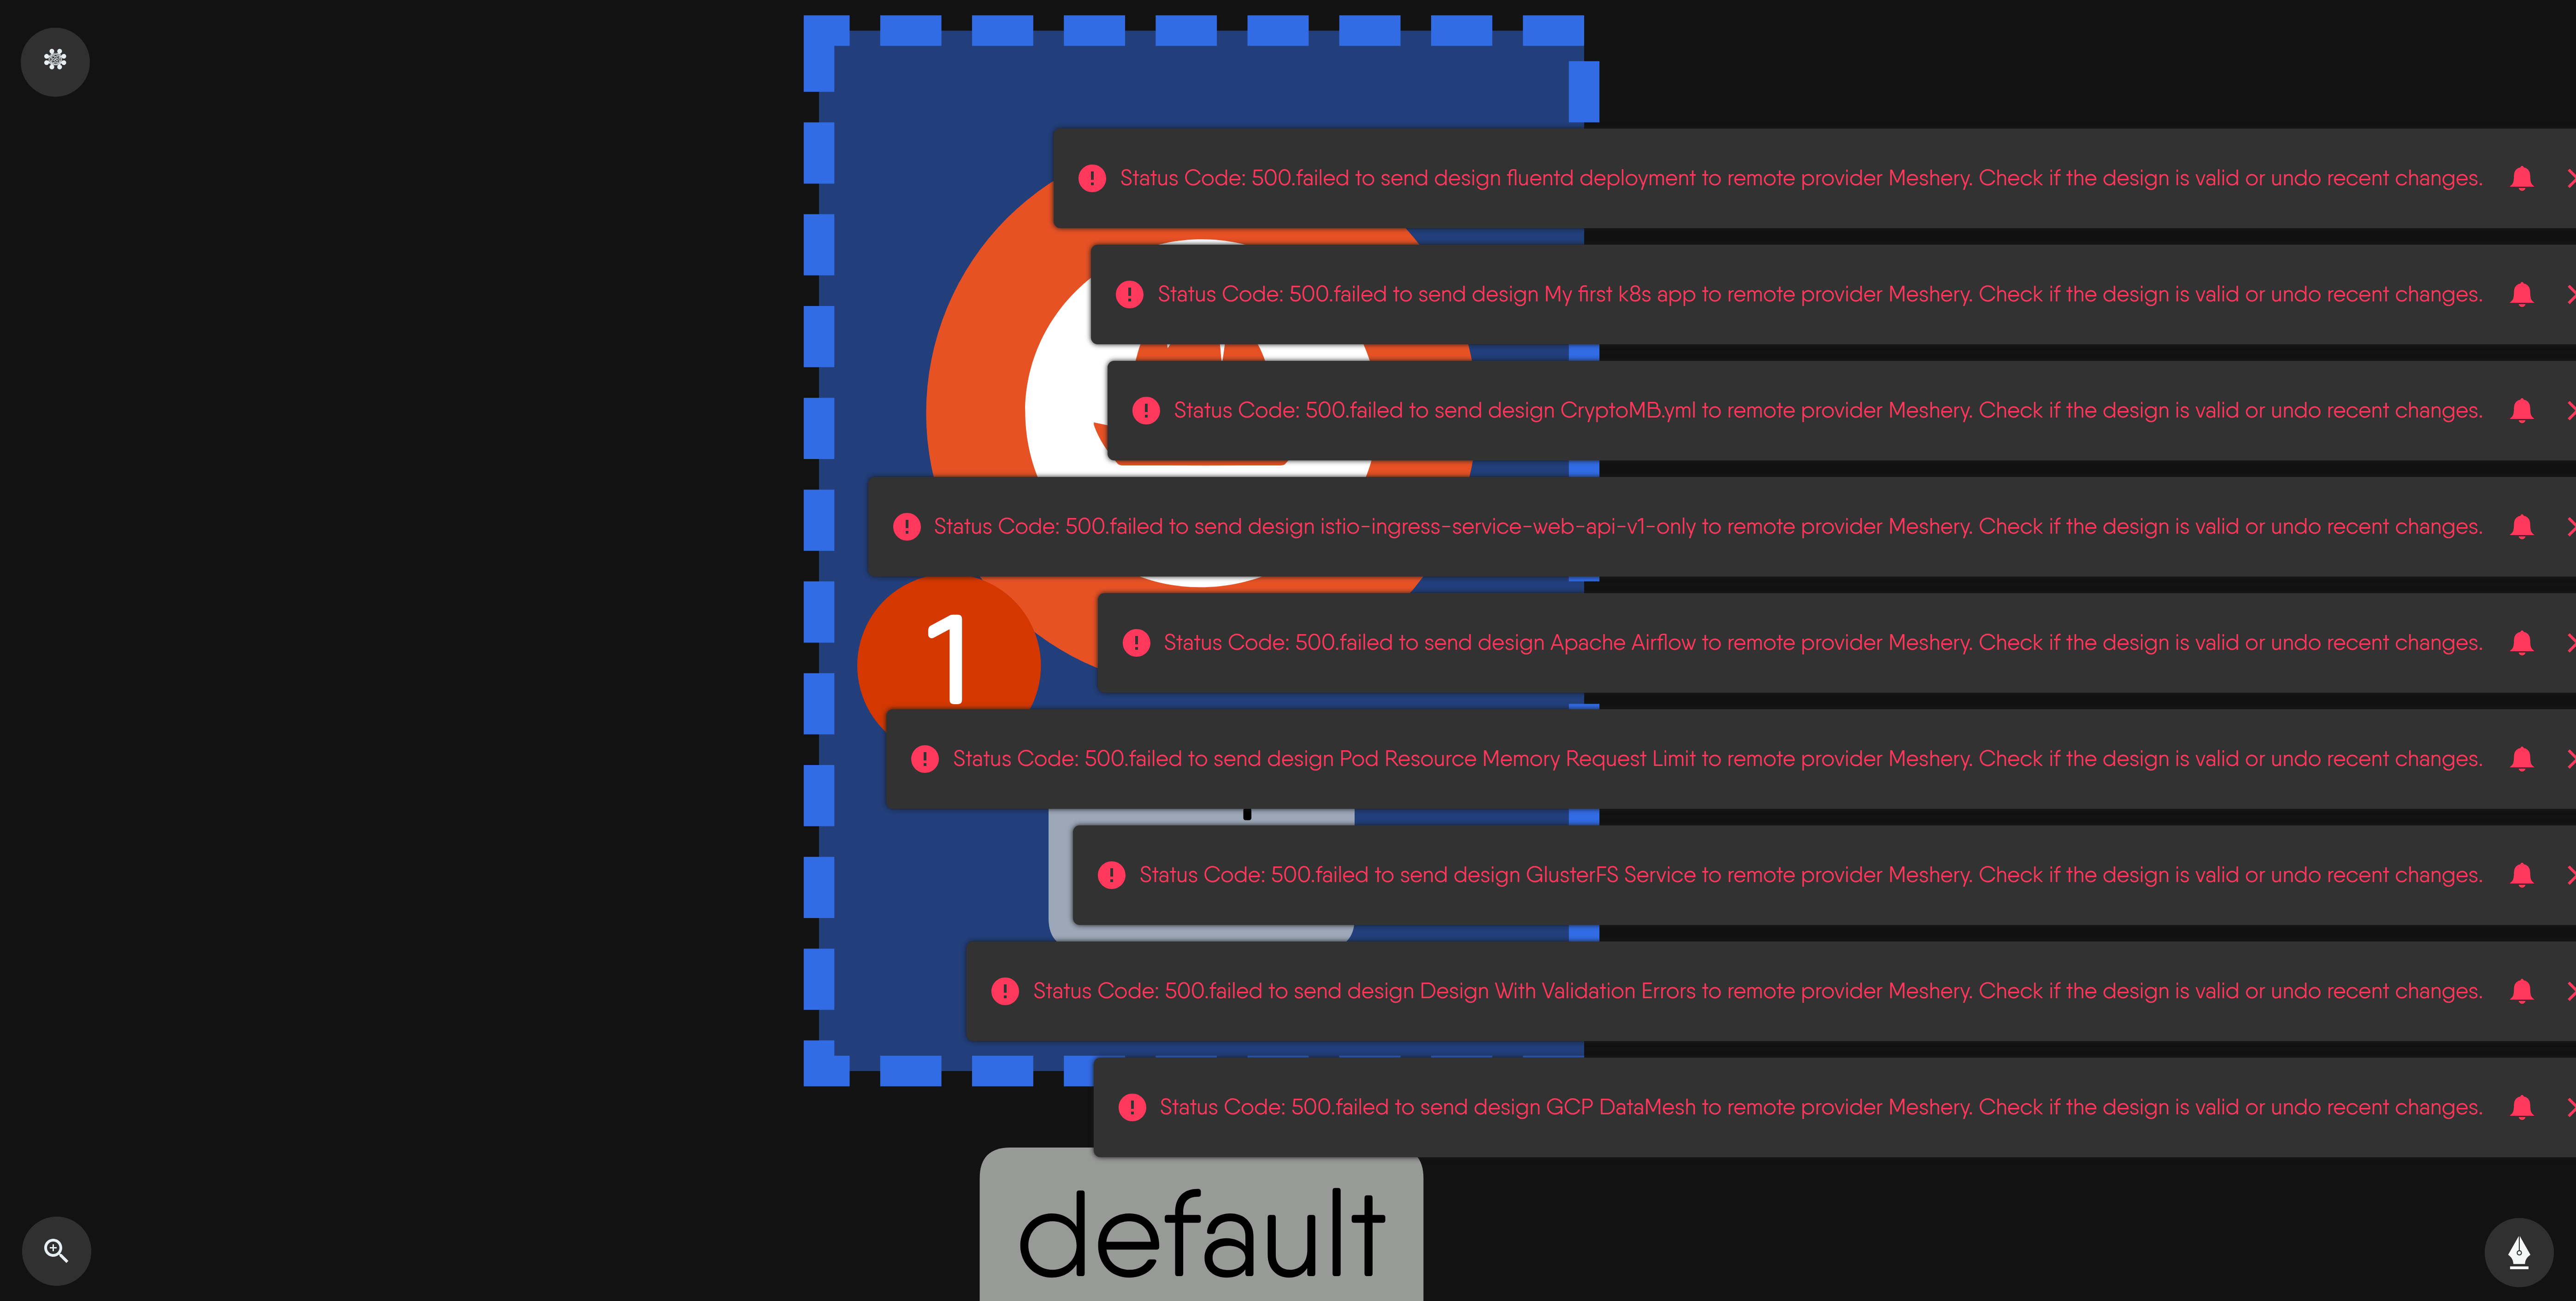 Status Code: 500.failed to send design fluentd deployment to remote provider Meshery. Check if the design is valid or undo recent changes.
Status Code: 500.failed to send design My first k8s app to remote provider Meshery. Check if the design is valid or undo recent changes.
Status Code: 500.failed to send design CryptoMB.yml to remote provider Meshery. Check if the design is valid or undo recent changes.
Status Code: 500.failed to send design istio-ingress-service-web-api-v1-only to remote provider Meshery. Check if the design is valid or undo recent changes.
Status Code: 500.failed to send design Apache Airflow to remote provider Meshery. Check if the design is valid or undo recent changes.
1
Status Code: 500.failed to send design Pod Resource Memory Request Limit to remote provider Meshery. Check if the design is valid or undo recent changes.
Status Code: 500.failed to send design GlusterFS Service to remote provider Meshery. Check if the design is valid or undo recent changes.
Status Code: 500.failed to send design Design With Validation Errors to remote provider Meshery. Check if the design is valid or undo recent changes.
Status Code: 500.failed to send design GCP DataMesh to remote provider Meshery. Check if the design is valid or undo recent changes.
default